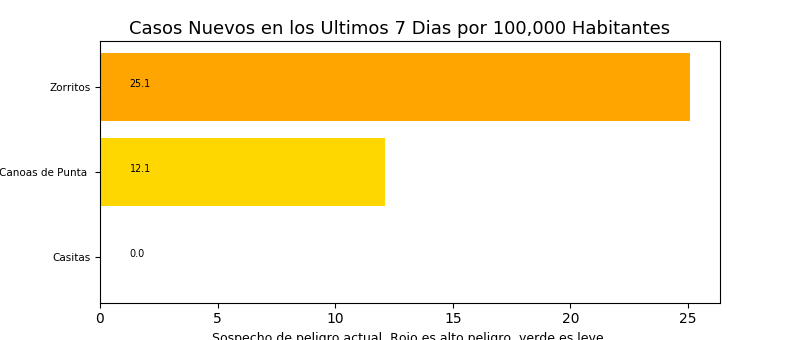 Casos Nuevos en los Ultimos 7 Dias por 100,000 Habitantes
Zorritos
25.1
Canoas de Punta
12.1
Casitas
0.0
0 5 10 15 20 25
Sospecho de peligro actual. Rojo es alto peligro, verde es leve